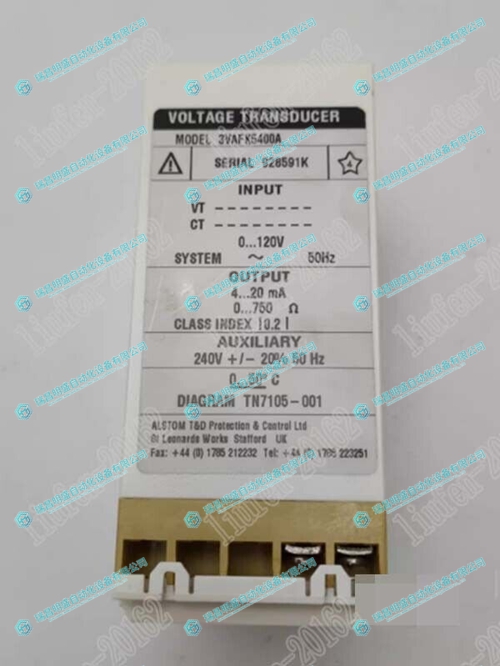 VOLTAGE TRANSDUCER
MODEL 3VAFK5400A
SERIAL 928591K
INPUT
VT - - - - - - - -
CT - - - - - - - -
0...120V
SYSTEM ~ 50Hz
OUTPUT
4...20 mA
0...750 Ω
CLASS INDEX | 0.2 |
AUXILIARY
240V +/- 20% 50 Hz
0...50° C
DIAGRAM TN7105-001
ALSTOM T&D Protection & Control Ltd
St Leonards Works Stafford UK
Fax: +44 (0) 1785 212232 Tel: +44 (0) 1785 223251
linfen-20162